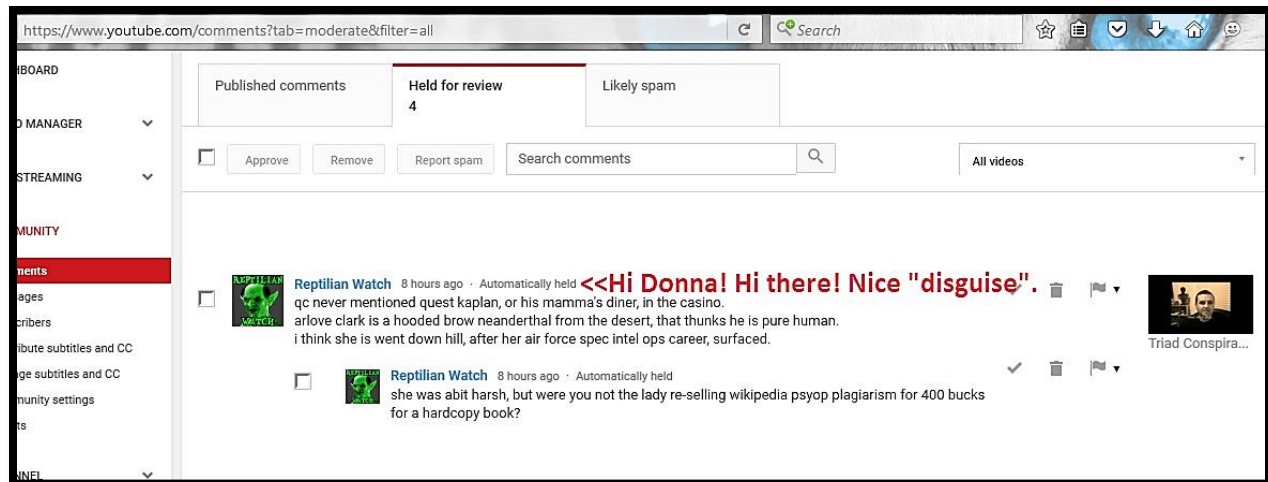 https://www.youtube.com/comments?tab=moderate&filter=all
Search
HBOARD
O MANAGER
STREAMING
MUNITY
ments
ages
cribers
ibute subtitles and CC
ge subtitles and CC
munity settings
ts
NNEL
Published comments
Held for review
4
Likely spam
Approve Remove Report spam Search comments All videos
REPTILIAN
WATCH
Reptilian Watch 8 hours ago · Automatically held <<Hi Donna! Hi there! Nice "disguise".
qc never mentioned quest kaplan, or his mamma's diner, in the casino.
arlove clark is a hooded brow neanderthal from the desert, that thunks he is pure human.
i think she is went down hill, after her air force spec intel ops career, surfaced.
Triad Conspira...
REPTILIAN
WATCH
Reptilian Watch 8 hours ago · Automatically held
she was abit harsh, but were you not the lady re-selling wikipedia psyop plagiarism for 400 bucks
for a hardcopy book?